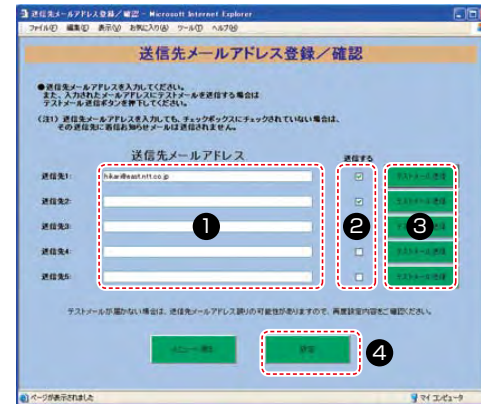 送信先メールアドレス登録／確認 - Microsoft Internet Explorer
ファイル(F) 編集(E) 表示(V) お気に入り(A) ツール(T) ヘルプ(H)
送信先メールアドレス登録／確認
●送信先メールアドレスを入力してください。
また、入力されたメールアドレスにテストメールを送信する場合は
テストメール送信ボタンを押下してください。
(注1) 送信先メールアドレスを入力しても、チェックボックスにチェックされていない場合は、
その送信先に着信お知らせメールは送信されません。
送信先メールアドレス 送信する
送信先1: hikari@east.ntt.co.jp テストメール送信
送信先2: テストメール送信
送信先3: 1 2 3
送信先4: テストメール送信
送信先5: テストメール送信
テストメールが届かない場合は、送信先メールアドレス誤りの可能性がありますので、再度設定内容をご確認ください。
設定 4
ページが表示されました マイ コンピュータ